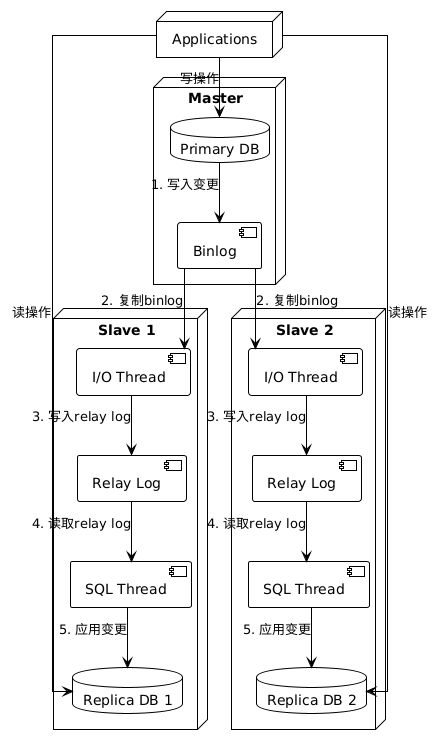 Applications
写操作
Master
Primary DB
1. 写入变更
Binlog
2. 复制binlog
2. 复制binlog
读操作
读操作
Slave 1
Slave 2
I/O Thread
I/O Thread
3. 写入relay log
3. 写入relay log
Relay Log
Relay Log
4. 读取relay log
4. 读取relay log
SQL Thread
SQL Thread
5. 应用变更
5. 应用变更
Replica DB 1
Replica DB 2